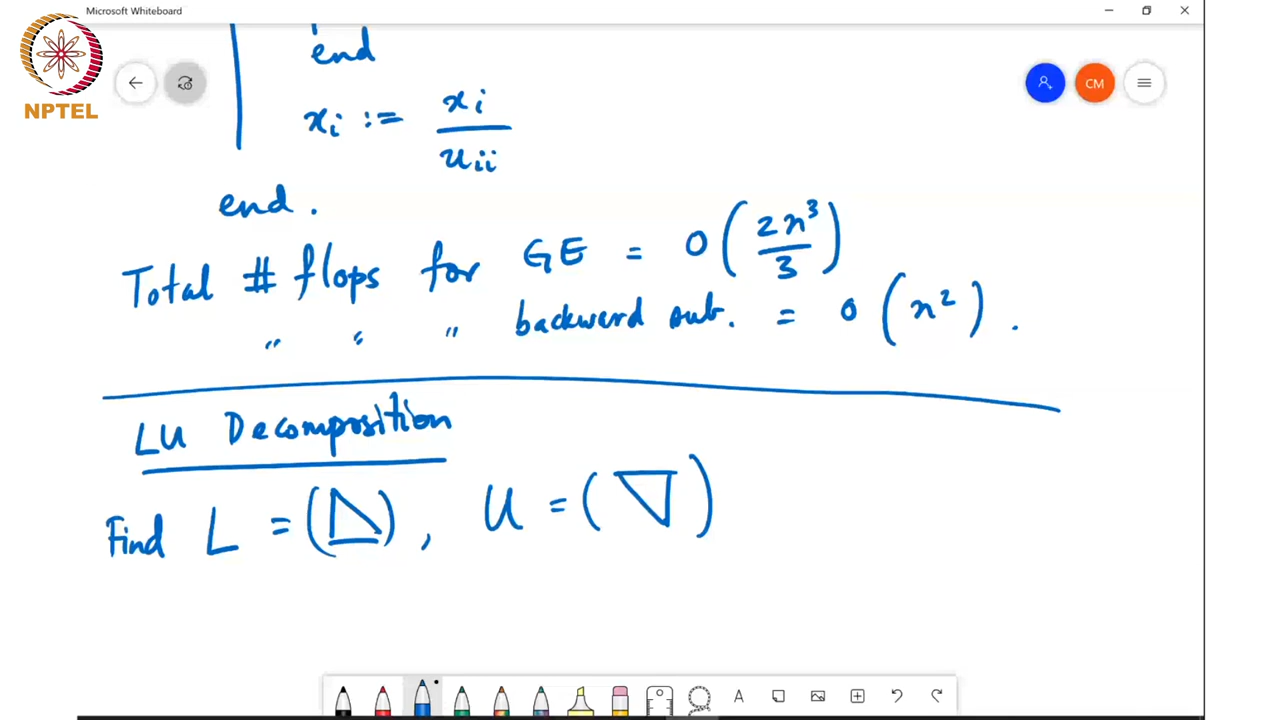 Microsoft Whiteboard
NPTEL
CM
end
xi := xi / uii
end.
Total # flops for GE = O(2n³/3)
" " " backward sub. = O(n²).
LU Decomposition
Find L = (◺), U = (▽)
A